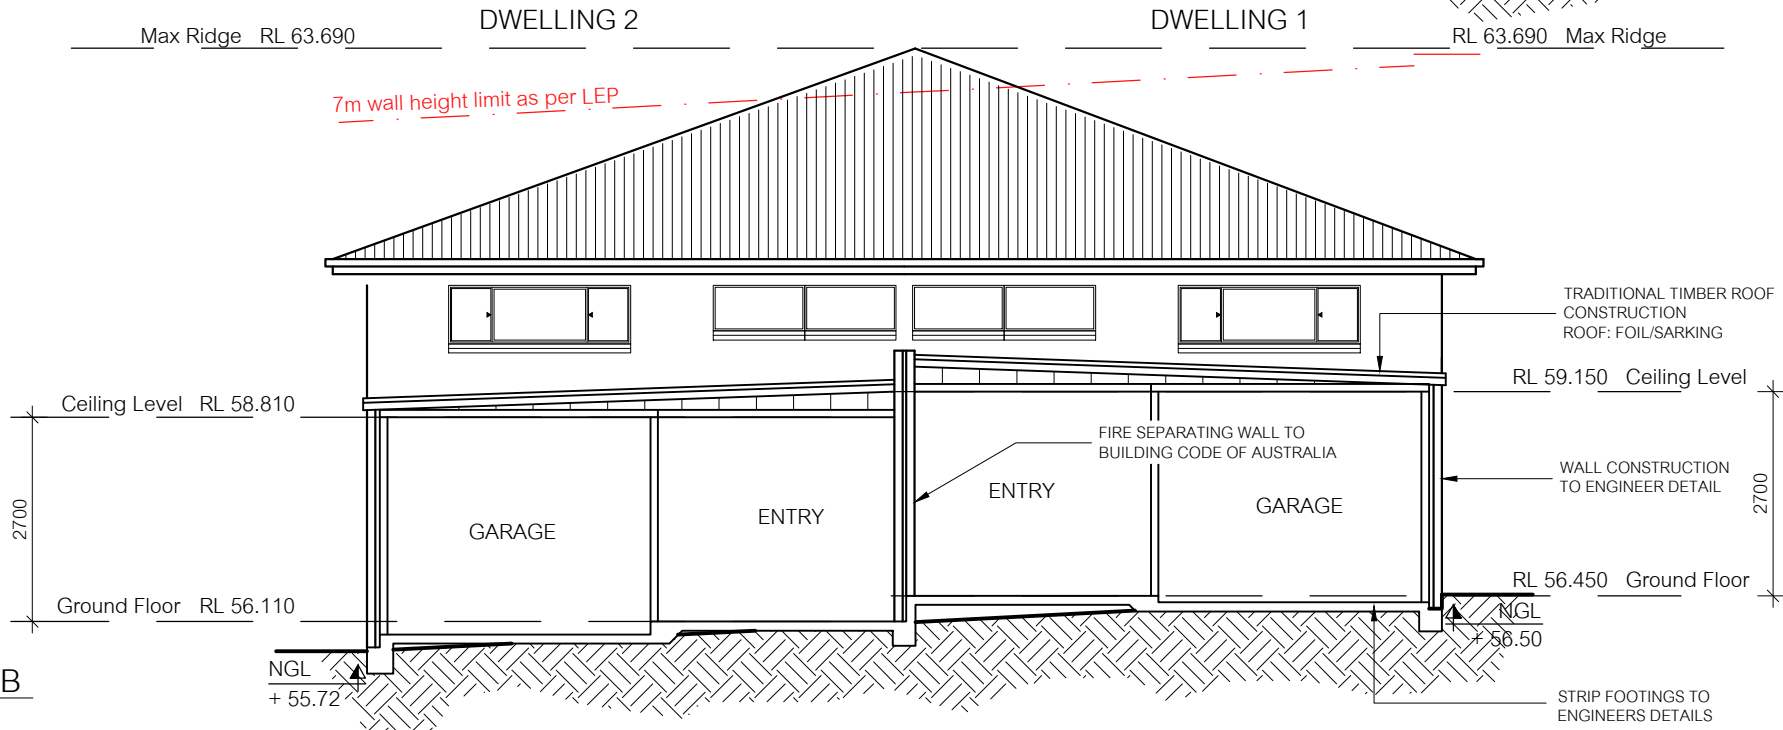 DWELLING 2
DWELLING 1
Max Ridge RL 63.690
RL 63.690 Max Ridge
7m wall height limit as per LEP
TRADITIONAL TIMBER ROOF
CONSTRUCTION
ROOF: FOIL/SARKING
Ceiling Level RL 58.810
RL 59.150 Ceiling Level
FIRE SEPARATING WALL TO
BUILDING CODE OF AUSTRALIA
WALL CONSTRUCTION
TO ENGINEER DETAIL
2700
GARAGE
ENTRY
ENTRY
GARAGE
2700
Ground Floor RL 56.110
RL 56.450 Ground Floor
NGL
+ 56.50
NGL
+ 55.72
B
STRIP FOOTINGS TO
ENGINEERS DETAILS